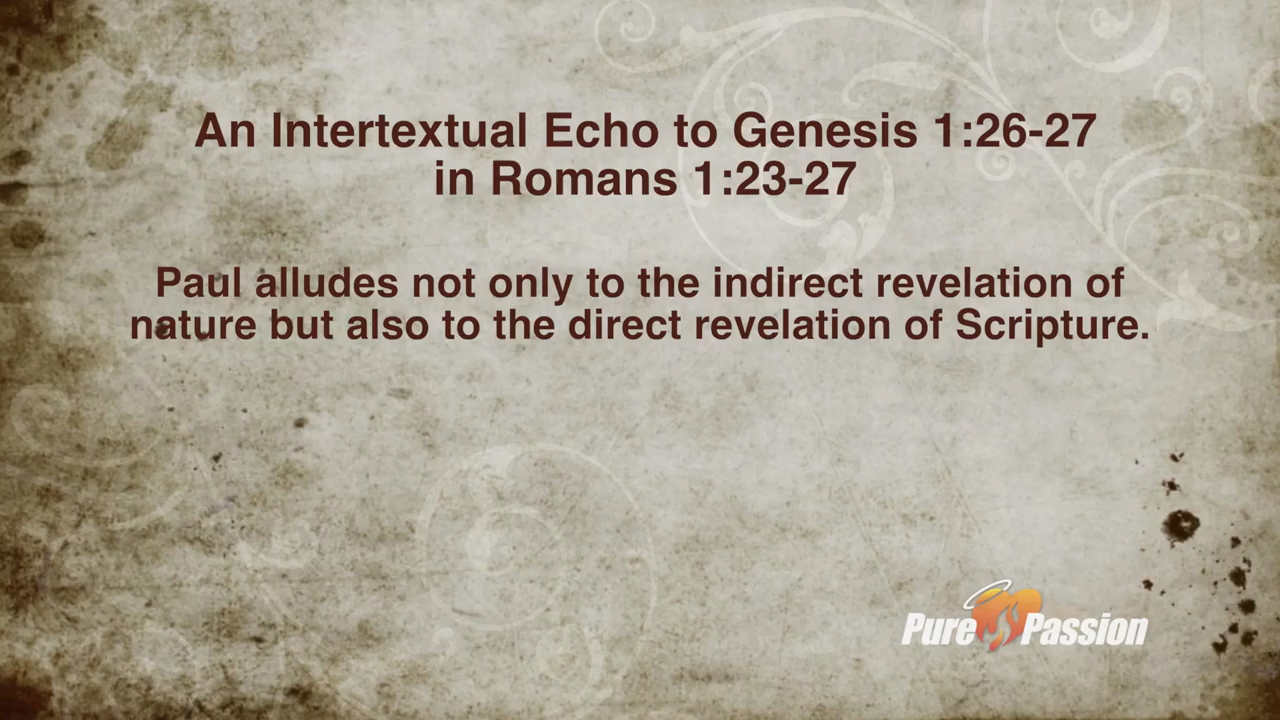 An Intertextual Echo to Genesis 1:26-27
in Romans 1:23-27
Paul alludes not only to the indirect revelation of
nature but also to the direct revelation of Scripture.
Pure Passion